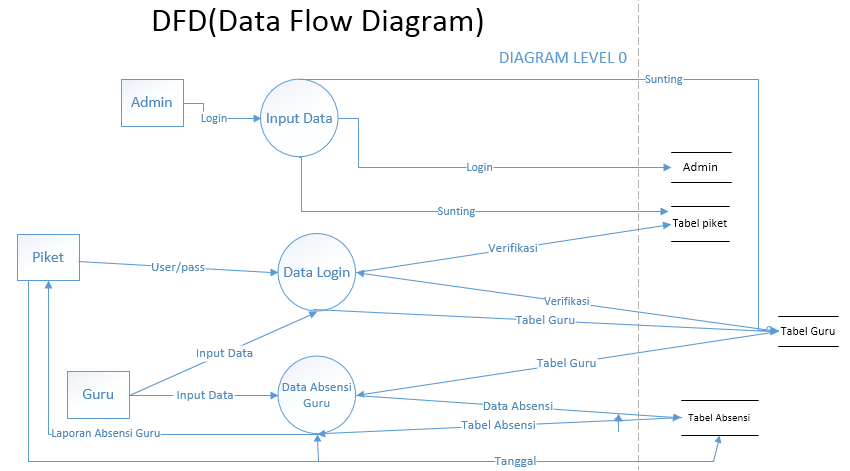 DFD(Data Flow Diagram)
DIAGRAM LEVEL 0
Sunting
Admin
Login
Input Data
Login
Admin
Sunting
Tabel piket
Verifikasi
Piket
User/pass
Data Login
Verifikasi
Tabel Guru
Tabel Guru
Input Data
Tabel Guru
Guru
Input Data
Data Absensi
Guru
Data Absensi
Tabel Absensi
Tabel Absensi
Laporan Absensi Guru
Tanggal